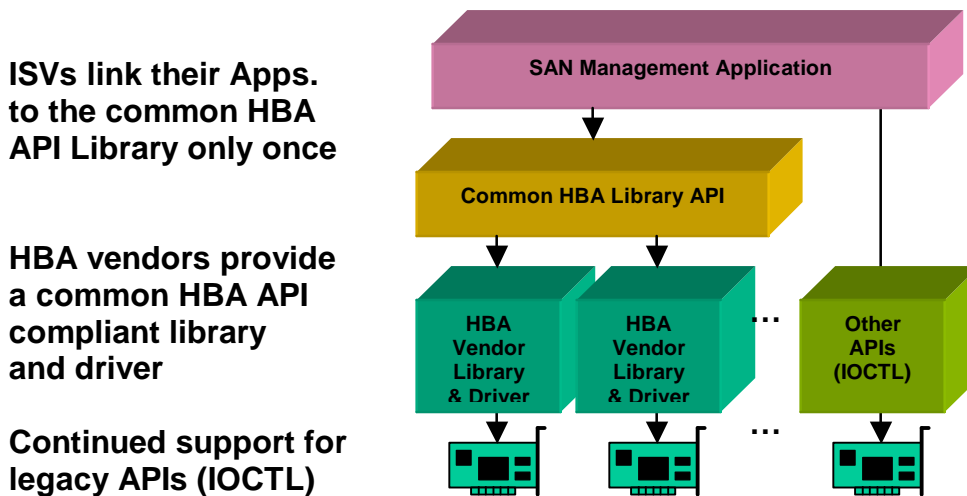 ISVs link their Apps.
to the common HBA
API Library only once
HBA vendors provide
a common HBA API
compliant library
and driver
Continued support for
legacy APIs (IOCTL)
SAN Management Application
Common HBA Library API
HBA
Vendor
Library
& Driver
HBA
Vendor
Library
& Driver
...
Other
APIs
(IOCTL)
...